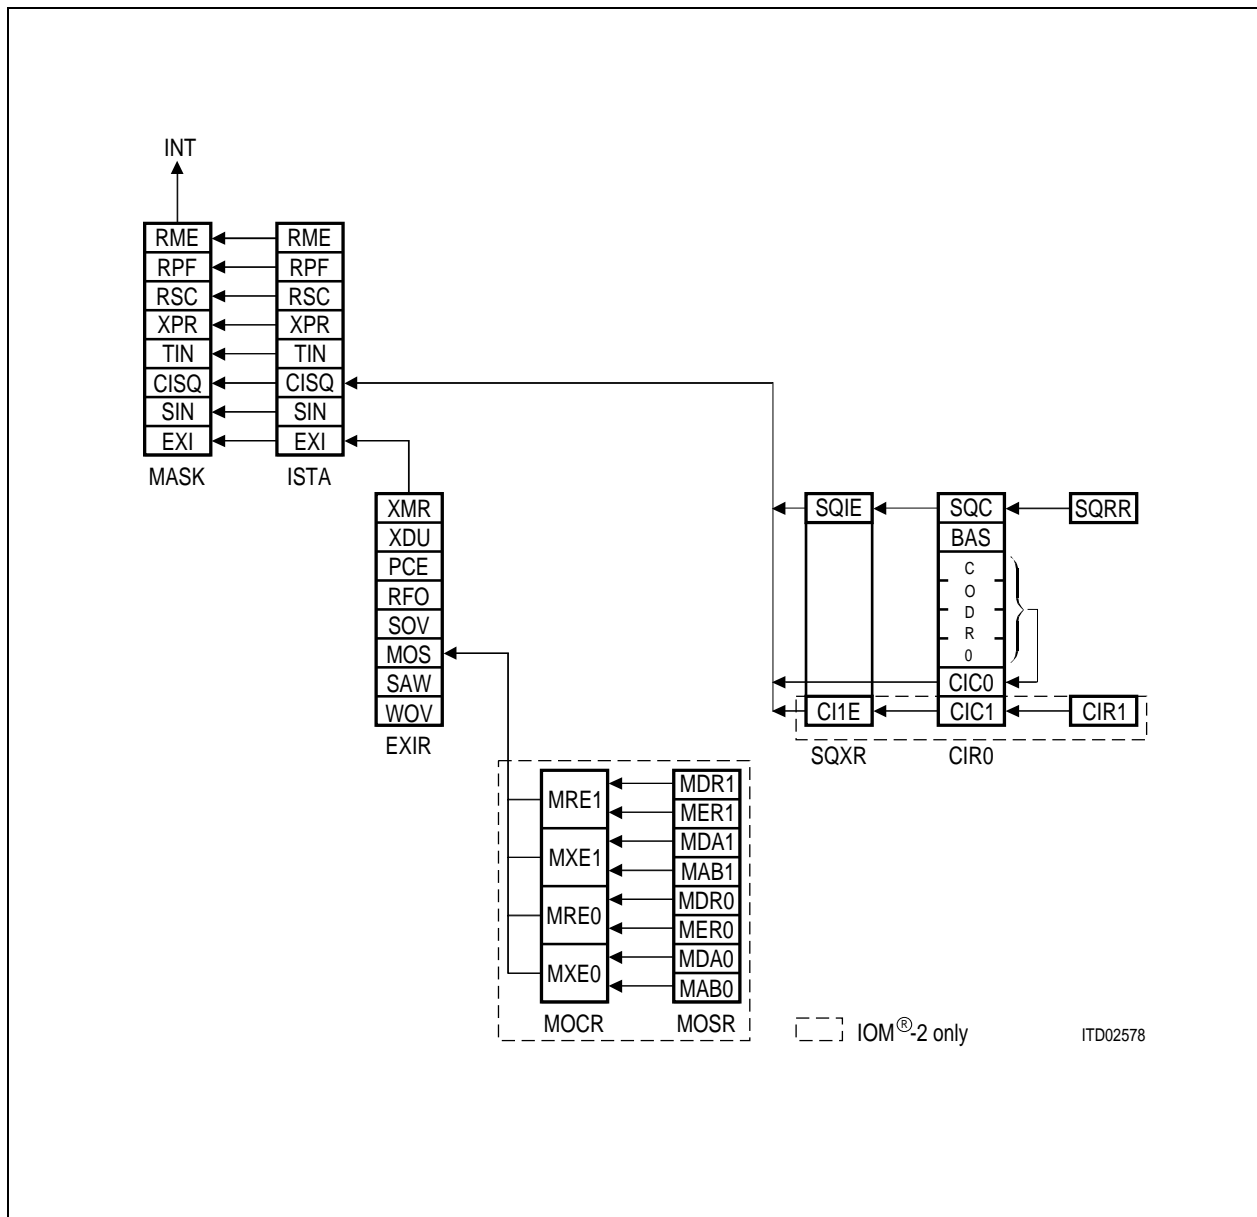 INT
RME RME
RPF RPF
RSC RSC
XPR XPR
TIN TIN
CISQ CISQ
SIN SIN
EXI EXI
MASK ISTA
XMR
XDU
PCE
RFO
SOV
MOS
SAW
WOV
EXIR
SQIE SQC SQRR
BAS
C
O
D
R
0
CIC0
CI1E CIC1 CIR1
SQXR CIR0
MRE1
MXE1
MRE0
MXE0
MOCR
MDR1
MER1
MDA1
MAB1
MDR0
MER0
MDA0
MAB0
MOSR
IOM®-2 only
ITD02578